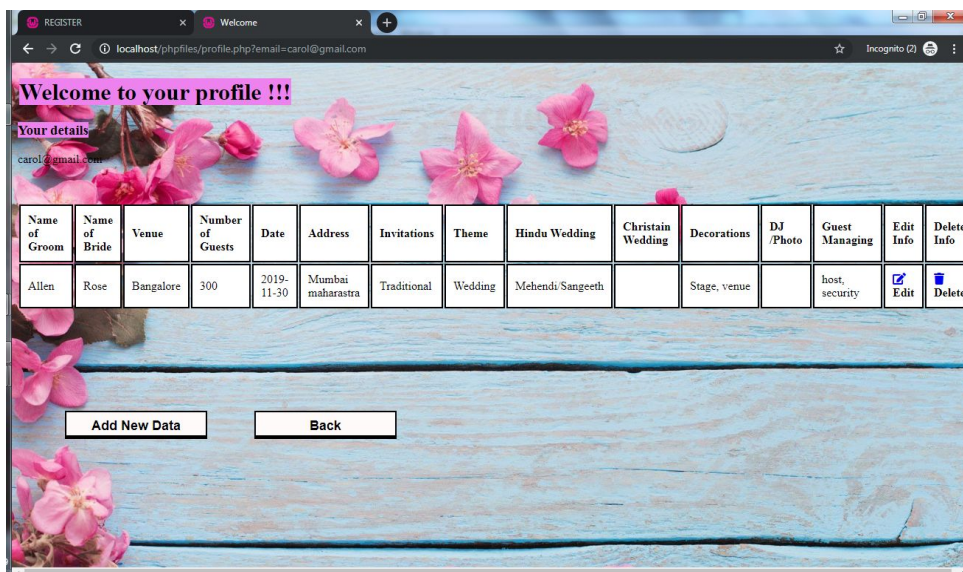 REGISTER
Welcome
localhost/phpfiles/profile.php?email=carol@gmail.com
Incognito (2)
Welcome to your profile !!!
Your details
carol@gmail.com
Name of Groom
Name of Bride
Venue
Number of Guests
Date
Address
Invitations
Theme
Hindu Wedding
Christain Wedding
Decorations
DJ /Photo
Guest Managing
Edit Info
Delete Info
Allen
Rose
Bangalore
300
2019-11-30
Mumbai maharastra
Traditional
Wedding
Mehendi/Sangeeth
Stage, venue
host, security
Edit
Delete
Add New Data
Back